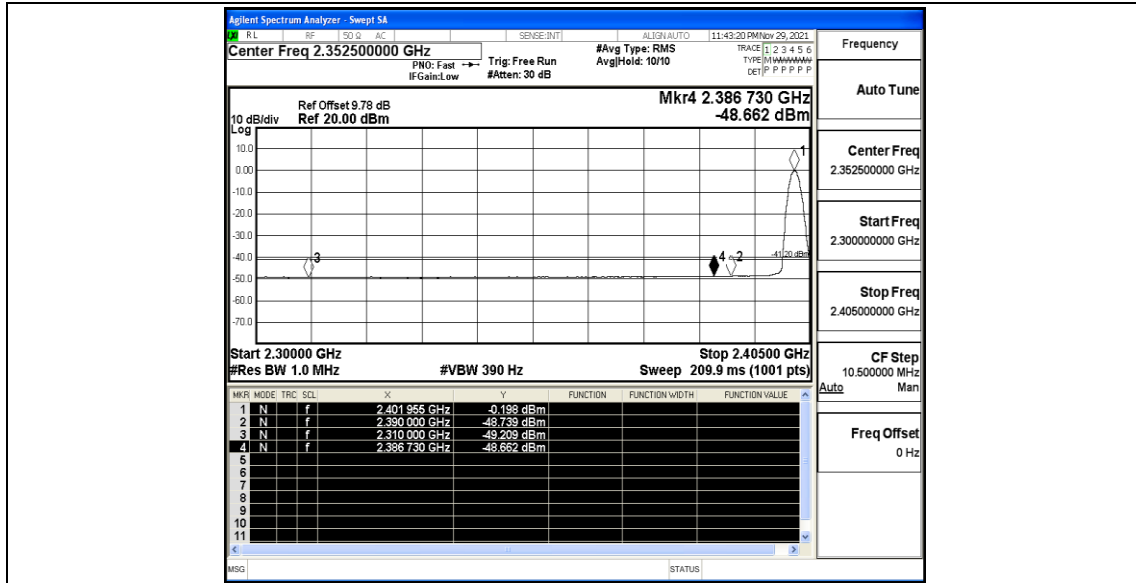 Agilent Spectrum Analyzer - Swept SA
RL RF 50 Ω AC SENSE:INT ALIGN AUTO 11:43:20 PM Nov 29, 2021
Center Freq 2.352500000 GHz
PNO: Fast
IFGain:Low
Trig: Free Run
#Atten: 30 dB
#Avg Type: RMS
Avg|Hold: 10/10
TRACE 1 2 3 4 5 6
TYPE M
DET P P P P P P
Ref Offset 9.78 dB
10 dB/div Ref 20.00 dBm
Log
Mkr4 2.386 730 GHz
-48.662 dBm
10.0
0.00
-10.0
-20.0
-30.0
-40.0
-50.0
-60.0
-70.0
1
3
4
2
-41.20 dBm
Start 2.30000 GHz Stop 2.40500 GHz
#Res BW 1.0 MHz #VBW 390 Hz Sweep 209.9 ms (1001 pts)
MKR MODE TRC SCL X Y FUNCTION FUNCTION WIDTH FUNCTION VALUE
1 N f 2.401 955 GHz -0.198 dBm
2 N f 2.390 000 GHz -48.739 dBm
3 N f 2.310 000 GHz -49.209 dBm
4 N f 2.386 730 GHz -48.662 dBm
5
6
7
8
9
10
11
MSG STATUS
Frequency
Auto Tune
Center Freq
2.352500000 GHz
Start Freq
2.300000000 GHz
Stop Freq
2.405000000 GHz
CF Step
10.500000 MHz
Auto Man
Freq Offset
0 Hz